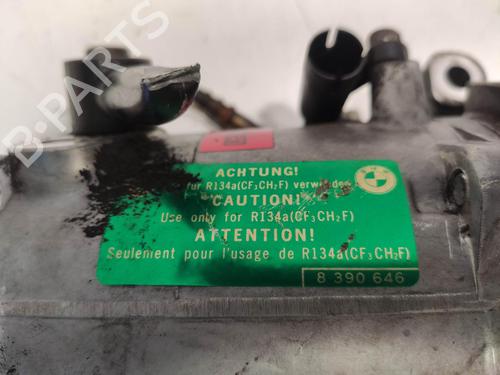 B-PARTS
ACHTUNG!
für R134a(CF₃CH₂F) verwenden
CAUTION!
Use only for R134a(CF₃CH₂F)
ATTENTION!
Seulement pour l'usage de R134a(CF₃CH₂F)
8 390 646